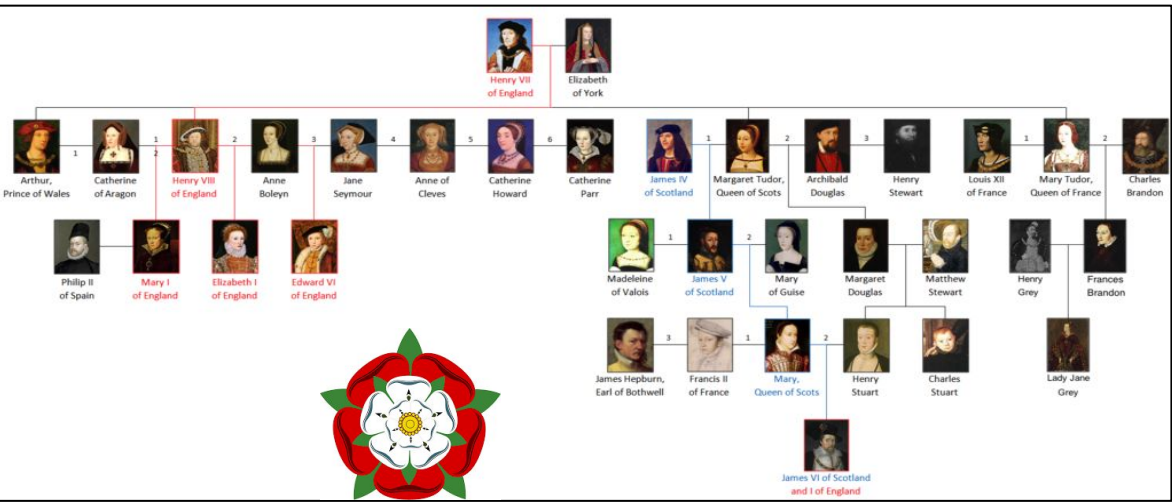 Henry VII
of England
Elizabeth
of York
1
1
2
2
3
4
5
6
1
2
3
1
2
Arthur,
Prince of Wales
Catherine
of Aragon
Henry VIII
of England
Anne
Boleyn
Jane
Seymour
Anne of
Cleves
Catherine
Howard
Catherine
Parr
James IV
of Scotland
Margaret Tudor,
Queen of Scots
Archibald
Douglas
Henry
Stewart
Louis XII
of France
Mary Tudor,
Queen of France
Charles
Brandon
1
2
Philip II
of Spain
Mary I
of England
Elizabeth I
of England
Edward VI
of England
Madeleine
of Valois
James V
of Scotland
Mary
of Guise
Margaret
Douglas
Matthew
Stewart
Henry
Grey
Frances
Brandon
3
1
2
James Hepburn,
Earl of Bothwell
Francis II
of France
Mary,
Queen of Scots
Henry
Stuart
Charles
Stuart
Lady Jane
Grey
James VI of Scotland
and I of England